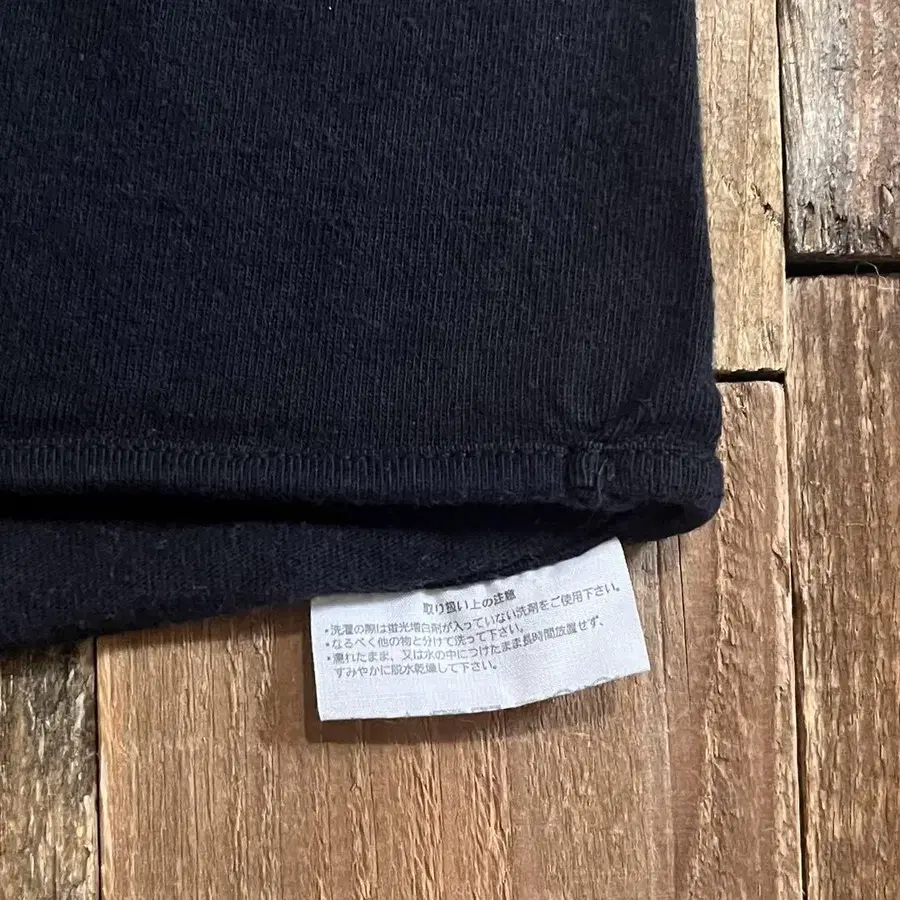 取り扱い上の注意
・洗濯の際は蛍光増白剤が入っていない洗剤をご使用下さい。
・なるべく他の物と分けて洗って下さい。
・濡れたまま、又は水の中につけたまま長時間放置せず、
すみやかに脱水乾燥して下さい。